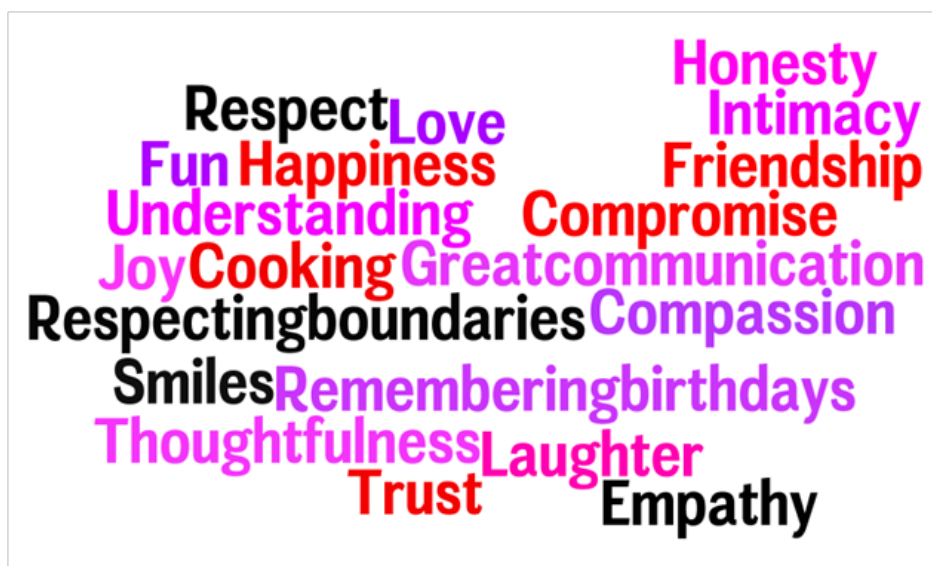 Honesty
Respect Love Intimacy
Fun Happiness Friendship
Understanding Compromise
Joy Cooking Greatcommunication
Respectingboundaries Compassion
Smiles Rememberingbirthdays
Thoughtfulness Laughter
Trust Empathy